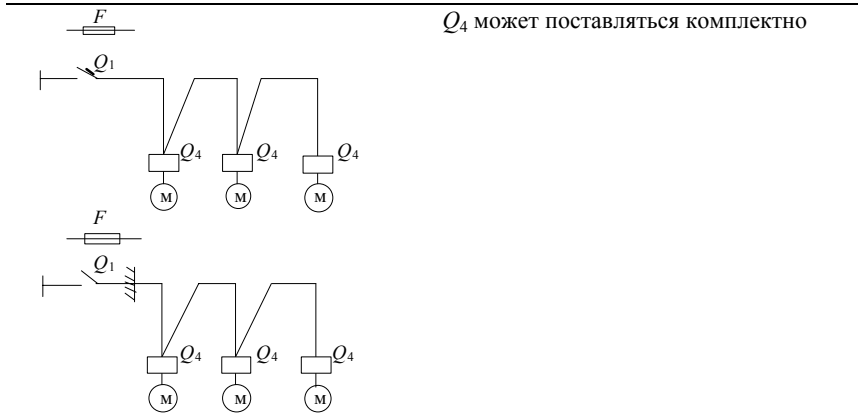 F
Q4 может поставляться комплектно
Q1
Q4 Q4 Q4
М М М
F
Q1
Q4 Q4 Q4
М М М